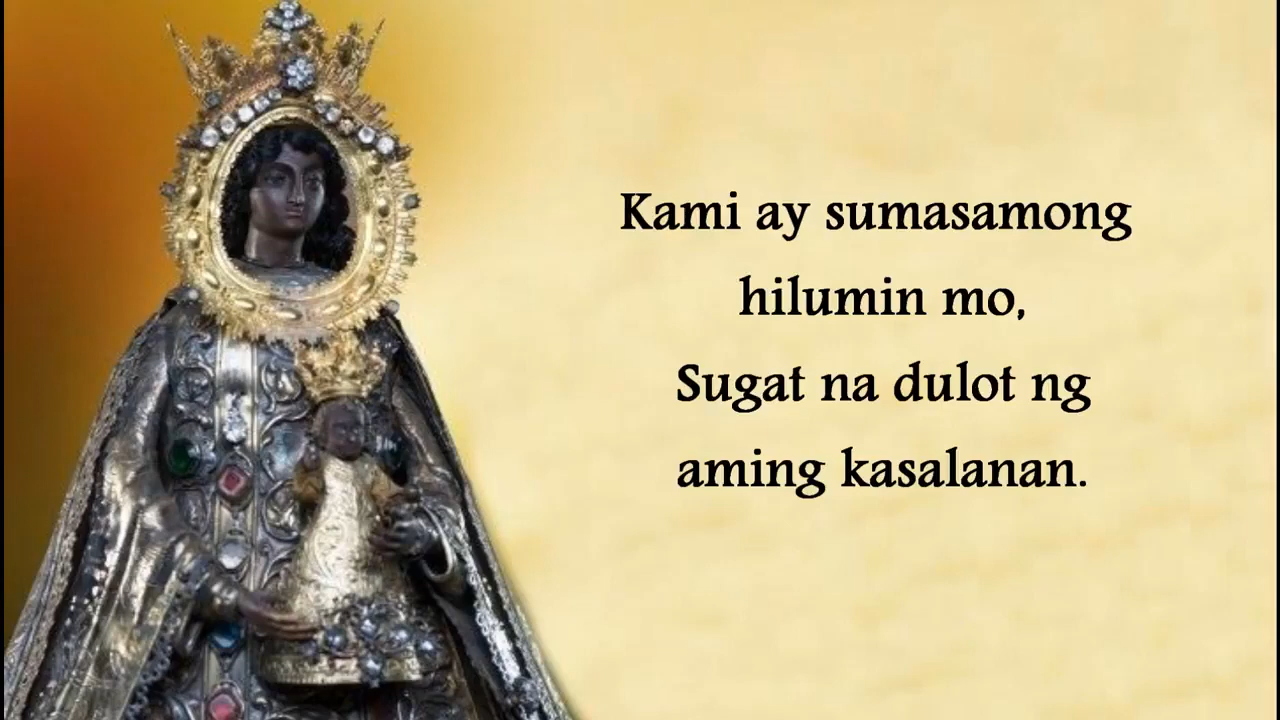 Kami ay sumasamong
hilumin mo,
Sugat na dulot ng
aming kasalanan.